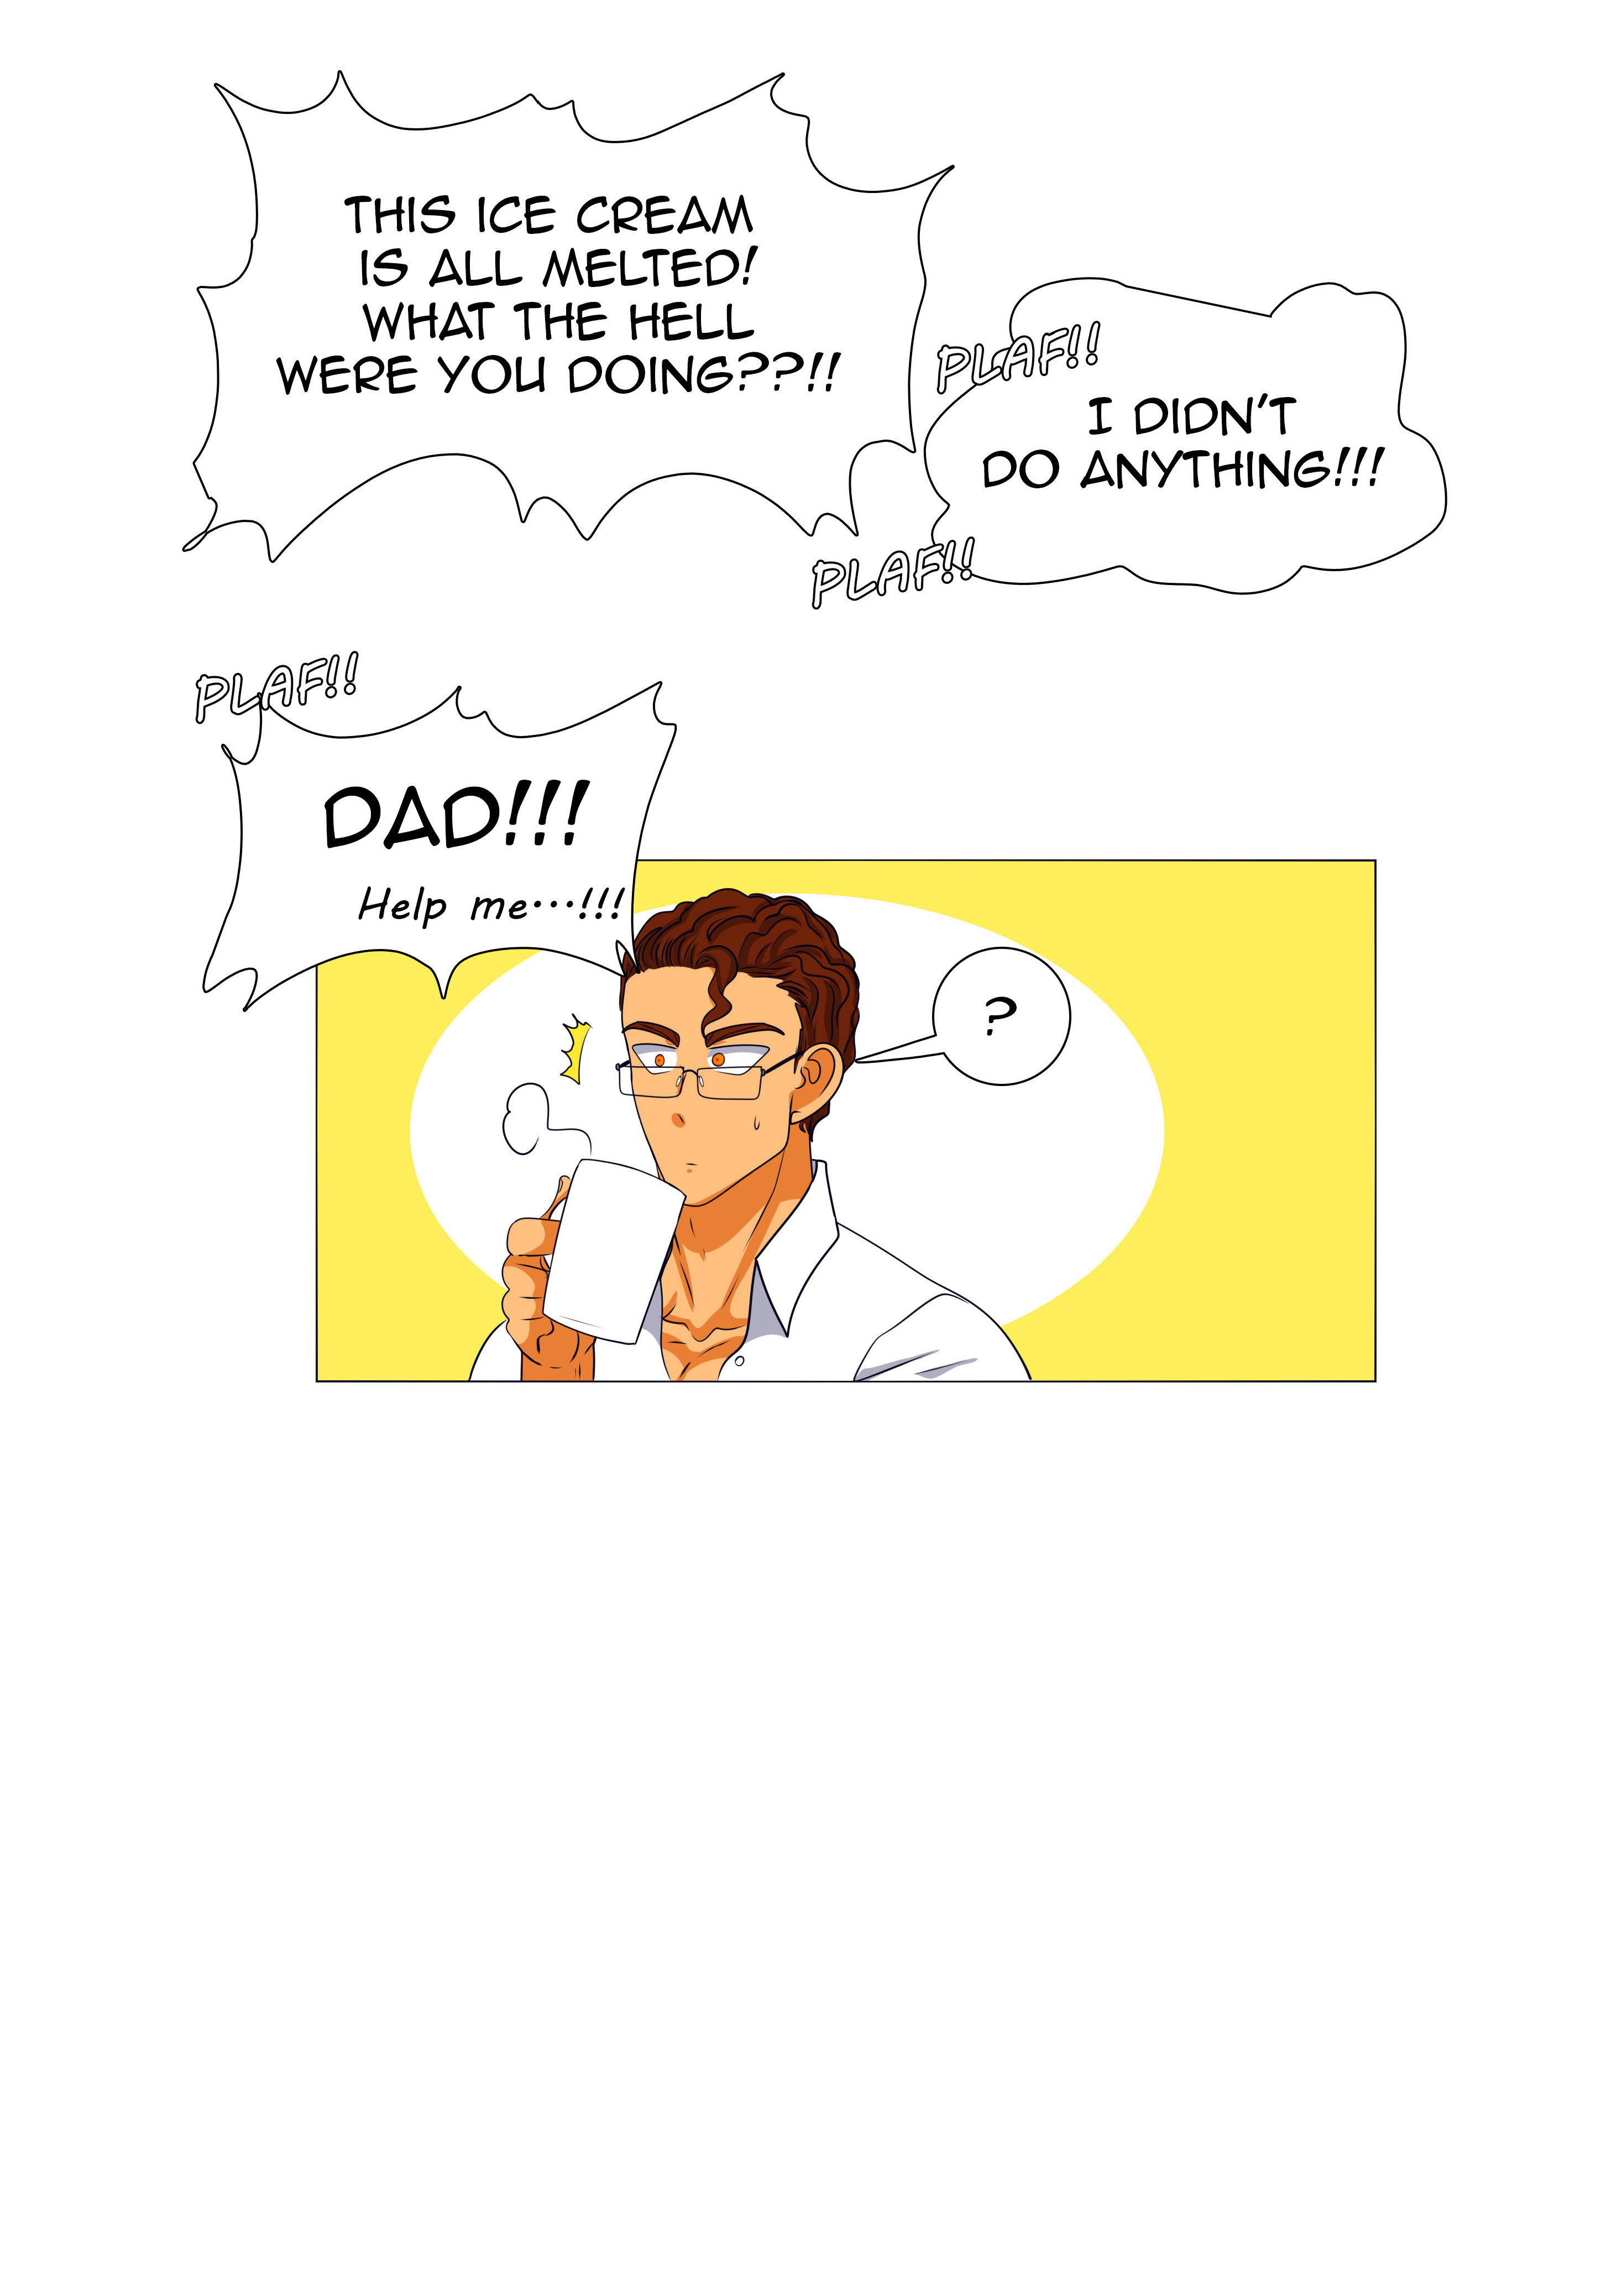 THIS ICE CREAM
IS ALL MELTED!
WHAT THE HELL
WERE YOU DOING??!!
PLAF!!
I DIDN'T
DO ANYTHING!!!
PLAF!!
PLAF!!
DAD!!!
Help me···!!!
?